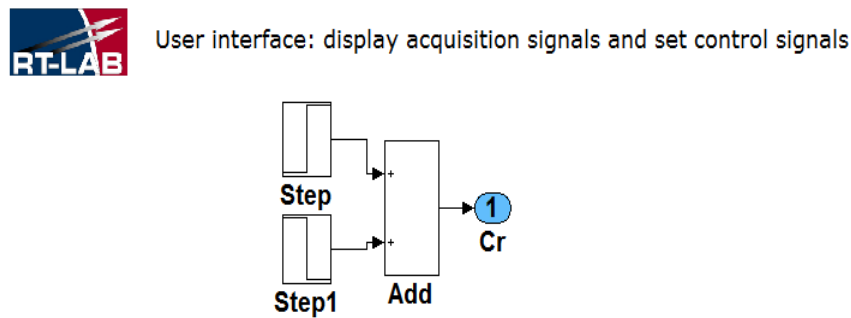 RT-LAB
User interface: display acquisition signals and set control signals
Step
+
1
Cr
+
Step1
Add